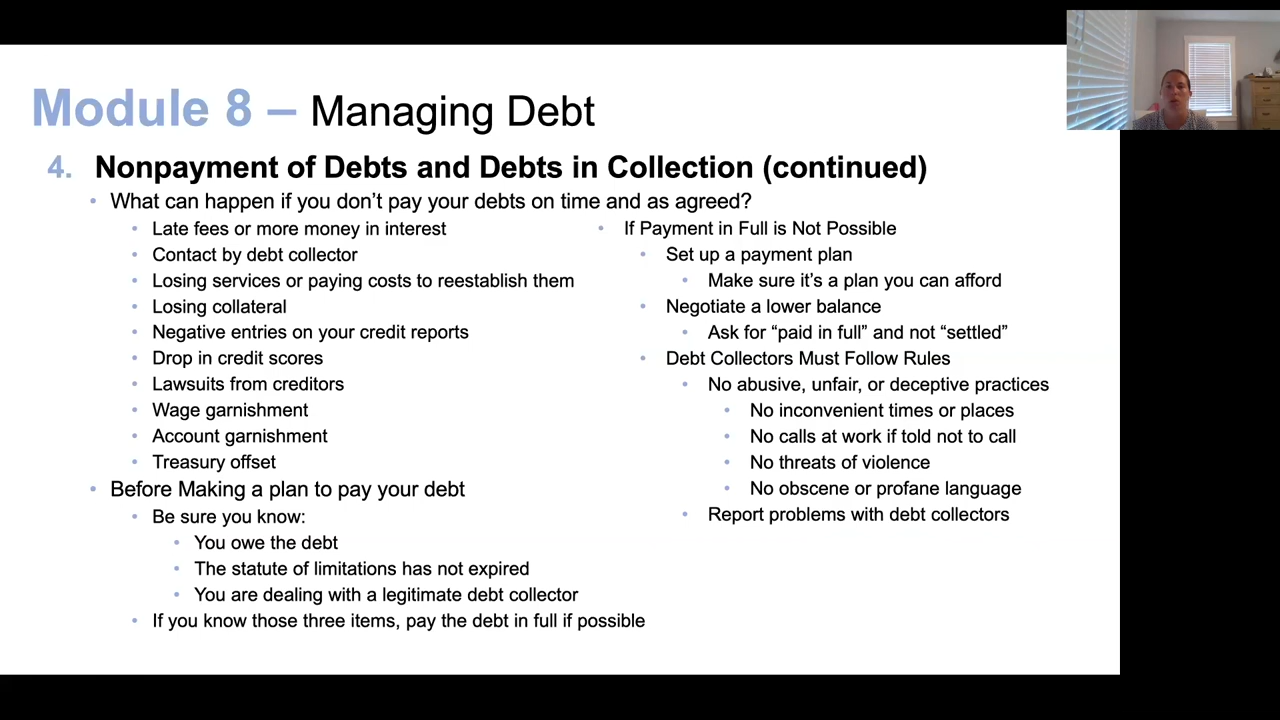 Module 8 – Managing Debt
4. Nonpayment of Debts and Debts in Collection (continued)
• What can happen if you don’t pay your debts on time and as agreed?
• Late fees or more money in interest
• Contact by debt collector
• Losing services or paying costs to reestablish them
• Losing collateral
• Negative entries on your credit reports
• Drop in credit scores
• Lawsuits from creditors
• Wage garnishment
• Account garnishment
• Treasury offset
• Before Making a plan to pay your debt
• Be sure you know:
• You owe the debt
• The statute of limitations has not expired
• You are dealing with a legitimate debt collector
• If you know those three items, pay the debt in full if possible
• If Payment in Full is Not Possible
• Set up a payment plan
• Make sure it’s a plan you can afford
• Negotiate a lower balance
• Ask for “paid in full” and not “settled”
• Debt Collectors Must Follow Rules
• No abusive, unfair, or deceptive practices
• No inconvenient times or places
• No calls at work if told not to call
• No threats of violence
• No obscene or profane language
• Report problems with debt collectors